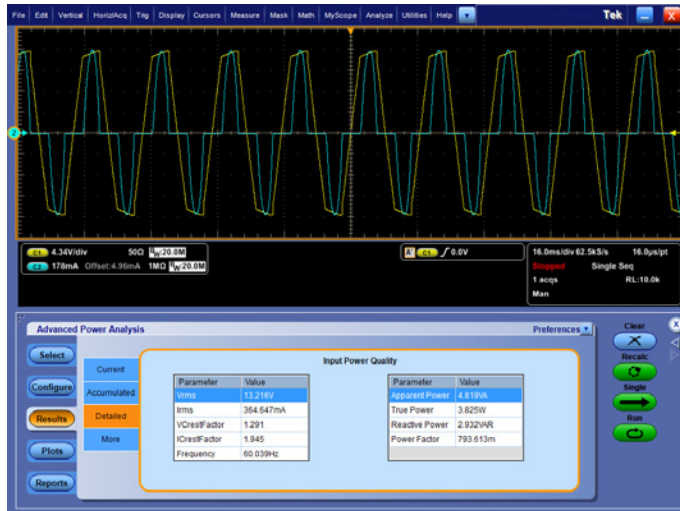 File Edit Vertical Horiz/Acq Trig Display Cursors Measure Mask Math MyScope Analyze Utilities Help Tek X
2
C1 4.34V/div 50Ω BW:20.0M
C2 178mA Offset:4.96mA 1MΩ BW:20.0M
A' C1 0.0V
16.0ms/div 62.5kS/s 16.0µs/pt
Stopped Single Seq
1 acqs RL:10.0k
Man
Advanced Power Analysis Preferences
Clear X
Select
Configure
Results
Plots
Reports
Current
Accumulated
Detailed
More
Input Power Quality
Parameter Value
Vrms 13.216V
Irms 364.647mA
VCrestFactor 1.291
ICrestFactor 1.945
Frequency 60.039Hz
Parameter Value
Apparent Power 4.819VA
True Power 3.825W
Reactive Power 2.932VAR
Power Factor 793.613m
Recalc
Single
Run